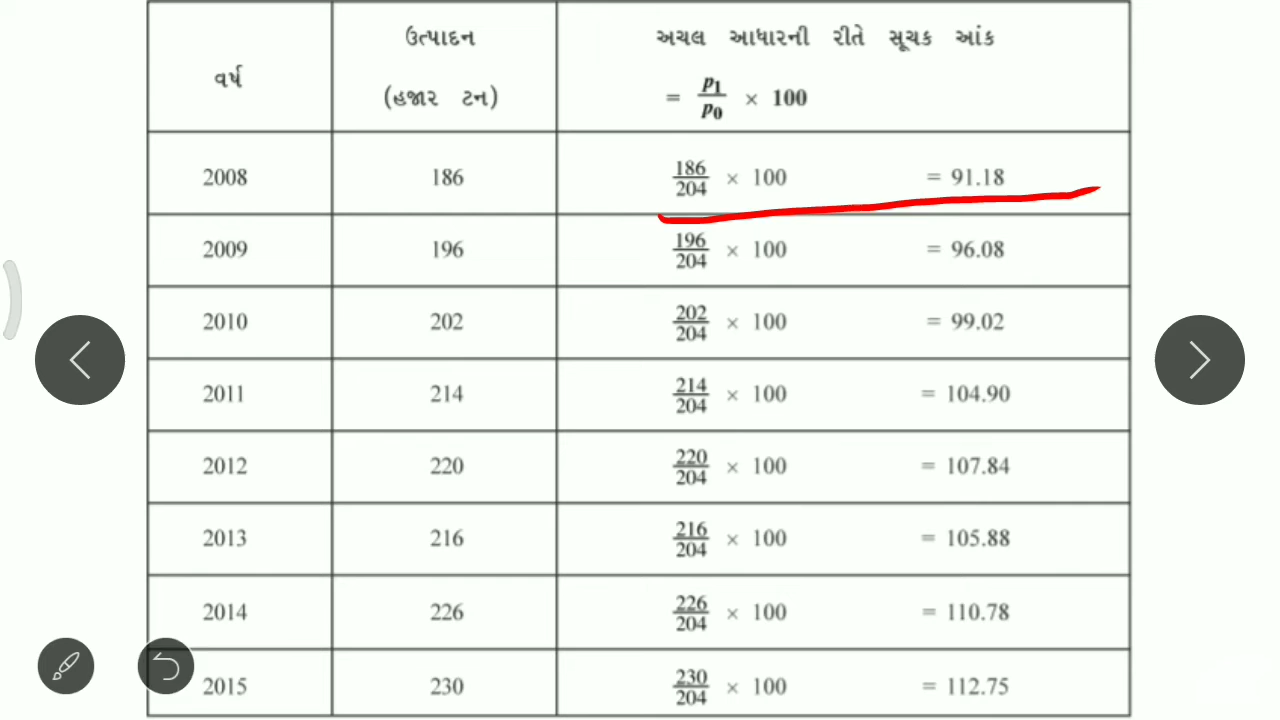 વર્ષ ઉત્પાદન (હજાર ટન) અચલ આધારની રીતે સૂચક આંક = p1/p0 × 100
2008 186 186/204 × 100 = 91.18
2009 196 196/204 × 100 = 96.08
2010 202 202/204 × 100 = 99.02
2011 214 214/204 × 100 = 104.90
2012 220 220/204 × 100 = 107.84
2013 216 216/204 × 100 = 105.88
2014 226 226/204 × 100 = 110.78
2015 230 230/204 × 100 = 112.75